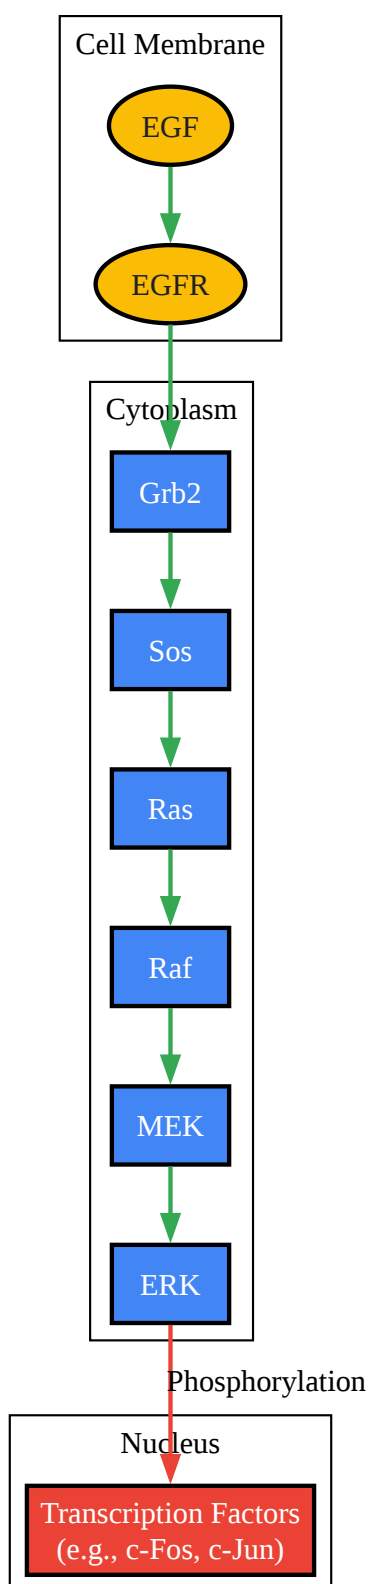 Cell Membrane
EGF
EGFR
Cytoplasm
Grb2
Sos
Ras
Raf
MEK
ERK
Phosphorylation
Nucleus
Transcription Factors
(e.g., c-Fos, c-Jun)